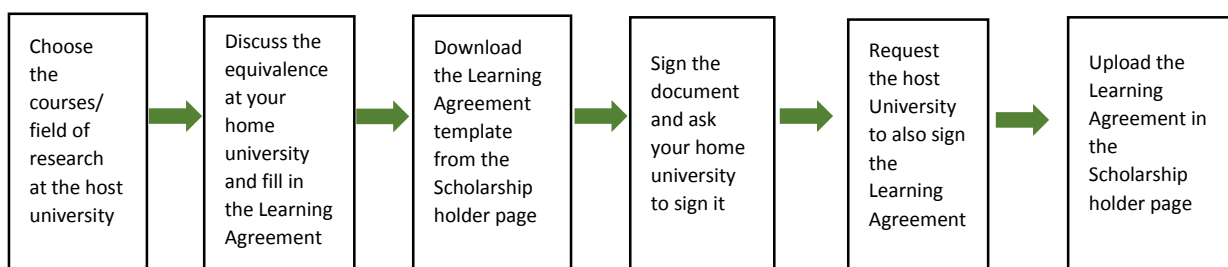 Choose
the
courses/
field of
research
at the host
university
Discuss the
equivalence
at your
home
university
and fill in
the Learning
Agreement
Download
the Learning
Agreement
template
from the
Scholarship
holder page
Sign the
document
and ask
your home
university
to sign it
Request
the host
University
to also sign
the
Learning
Agreement
Upload the
Learning
Agreement in
the
Scholarship
holder page